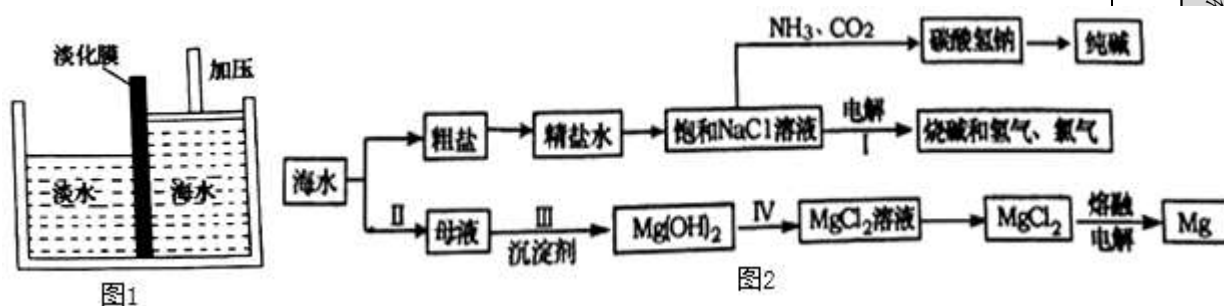 淡化膜
加压
淡水
海水
图1
NH₃、CO₂
碳酸氢钠
纯碱
粗盐
精盐水
饱和NaCl溶液
电解
I
烧碱和氢气、氯气
海水
II
母液
III
沉淀剂
Mg(OH)₂
IV
MgCl₂溶液
MgCl₂
熔融
电解
Mg
图2